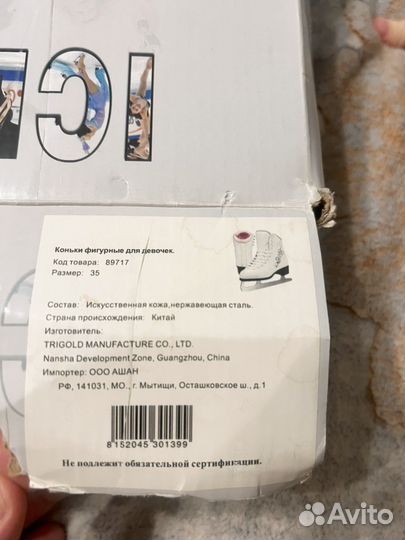 IC
Коньки фигурные для девочек.
Код товара: 89717
Размер: 35
Состав: Искусственная кожа,нержавеющая сталь.
Страна происхождения: Китай
Изготовитель:
TRIGOLD MANUFACTURE CO., LTD.
Nansha Development Zone, Guangzhou, China
Импортер: ООО АШАН
РФ, 141031, МО., г. Мытищи, Осташковское ш., д.1
8 152045 301399
Не подлежит обязательной сертификации.
Avito